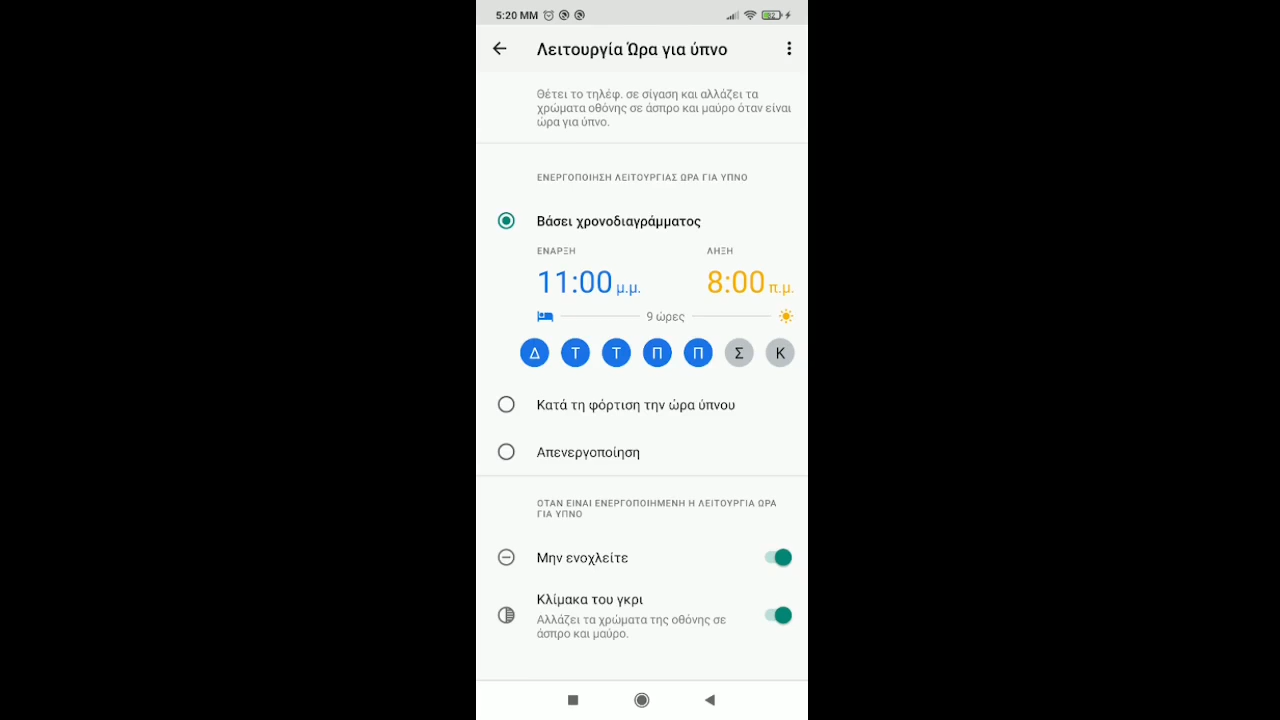 5:20 ΜΜ
Λειτουργία Ώρα για ύπνο
Θέτει το τηλέφ. σε σίγαση και αλλάζει τα
χρώματα οθόνης σε άσπρο και μαύρο όταν είναι
ώρα για ύπνο.
ΕΝΕΡΓΟΠΟΙΗΣΗ ΛΕΙΤΟΥΡΓΙΑΣ ΩΡΑ ΓΙΑ ΥΠΝΟ
Βάσει χρονοδιαγράμματος
ΕΝΑΡΞΗ ΛΗΞΗ
11:00 μ.μ. 8:00 π.μ.
9 ώρες
Δ Τ Τ Π Π Σ Κ
Κατά τη φόρτιση την ώρα ύπνου
Απενεργοποίηση
ΟΤΑΝ ΕΙΝΑΙ ΕΝΕΡΓΟΠΟΙΗΜΕΝΗ Η ΛΕΙΤΟΥΡΓΙΑ ΩΡΑ
ΓΙΑ ΥΠΝΟ
Μην ενοχλείτε
Κλίμακα του γκρι
Αλλάζει τα χρώματα της οθόνης σε
άσπρο και μαύρο.